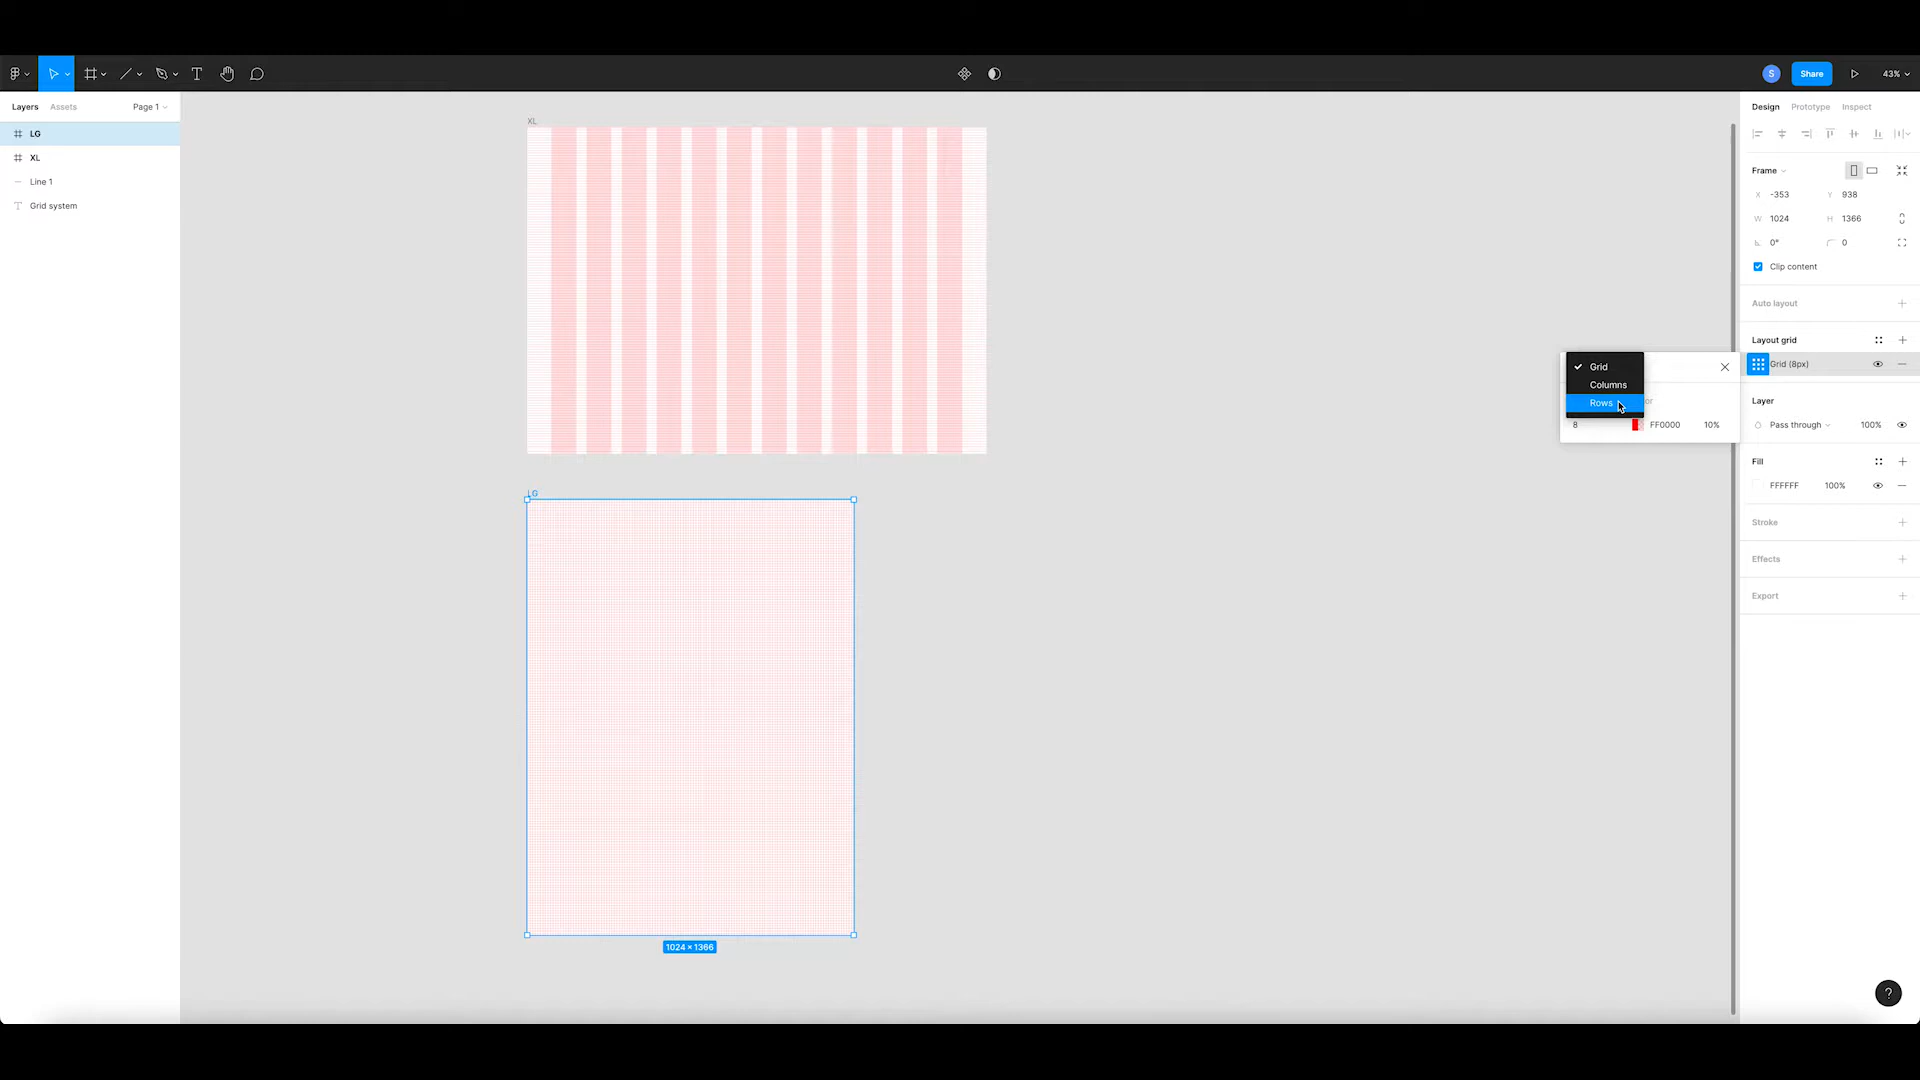 S
Share
43%
Layers
Assets
Page 1
LG
XL
Line 1
Grid system
XL
LG
1024 × 1366
Design
Prototype
Inspect
Frame
X -353
Y 938
W 1024
H 1366
0°
0
Clip content
Auto layout
Layout grid
Grid (8px)
Grid
Columns
Rows
or
8
FF0000
10%
Layer
Pass through
100%
Fill
FFFFFF
100%
Stroke
Effects
Export
?